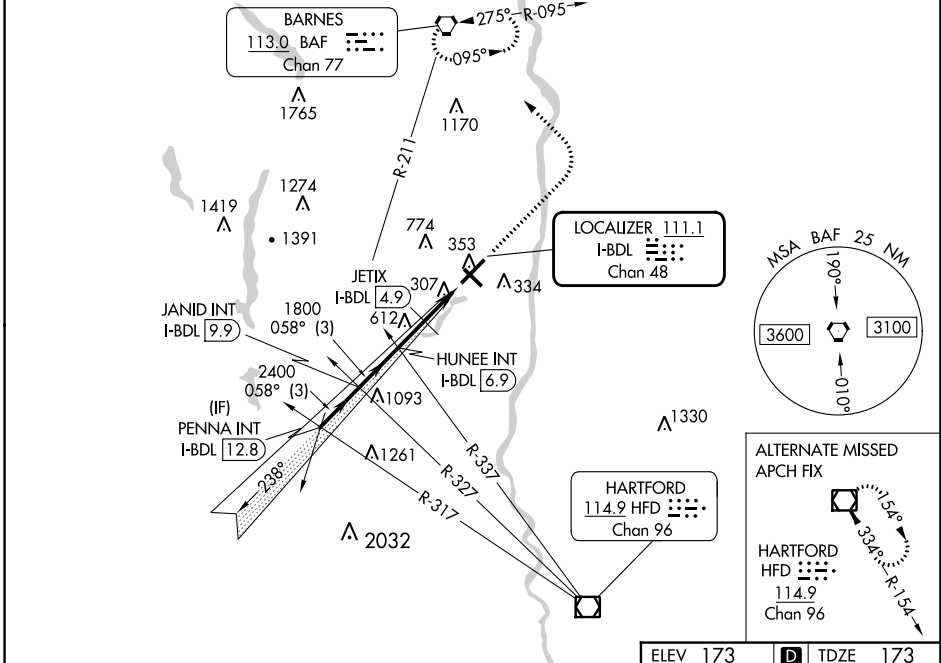 BARNES
113.0 BAF
Chan 77
275°
R-095
095°
1765
1170
R-211
1274
1419
1391
774
353
LOCALIZER 111.1
I-BDL
Chan 48
JETIX
I-BDL 4.9
307
334
JANID INT
I-BDL 9.9
1800
058° (3)
612
HUNEE INT
I-BDL 6.9
2400
058° (3)
1093
(IF)
PENNA INT
I-BDL 12.8
1261
1330
238°
R-337
R-327
R-317
2032
HARTFORD
114.9 HFD
Chan 96
MSA BAF 25 NM
190°
3600
3100
010°
ALTERNATE MISSED
APCH FIX
154°
334°
R-154
HARTFORD
HFD
114.9
Chan 96
ELEV 173 D TDZE 173